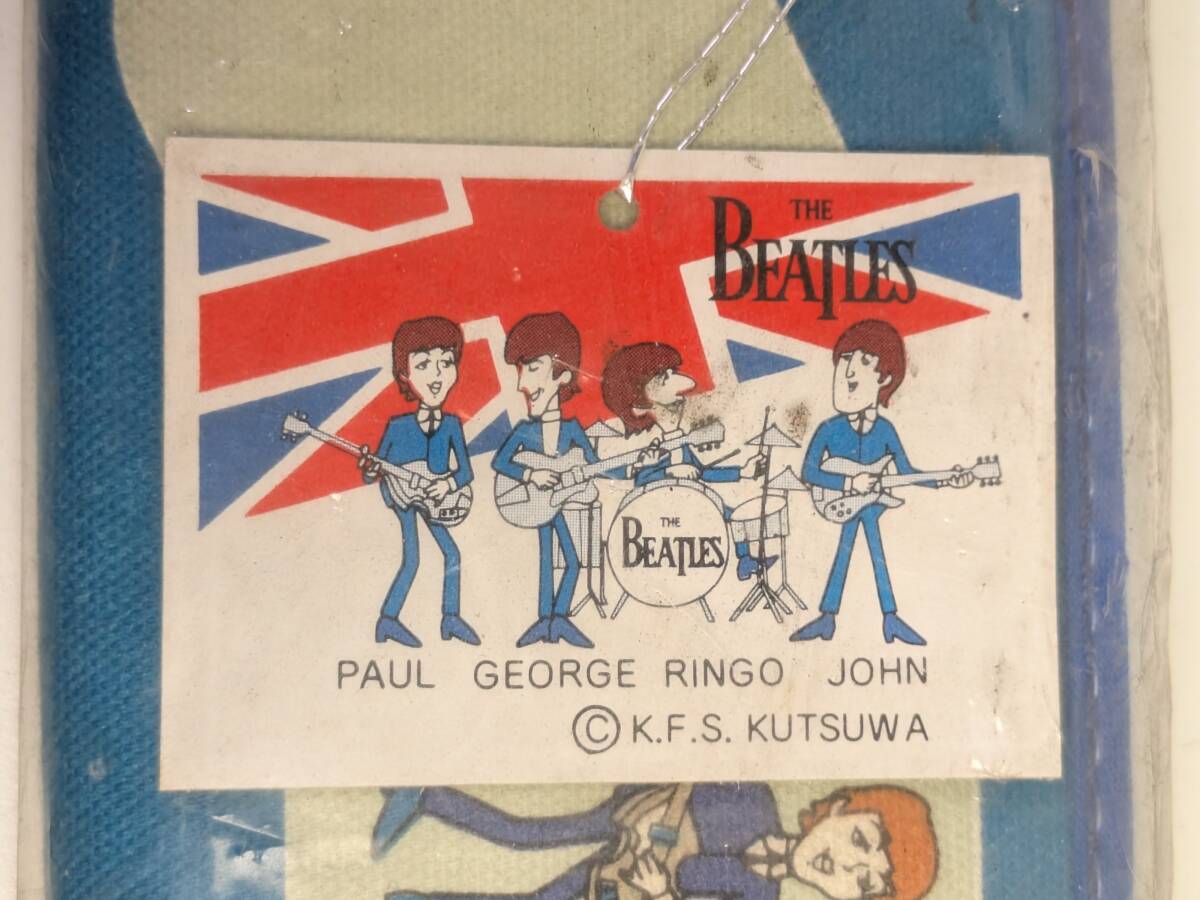 THE
BEATLES
THE
BEATLES
PAUL GEORGE RINGO JOHN
© K.F.S. KUTSUWA